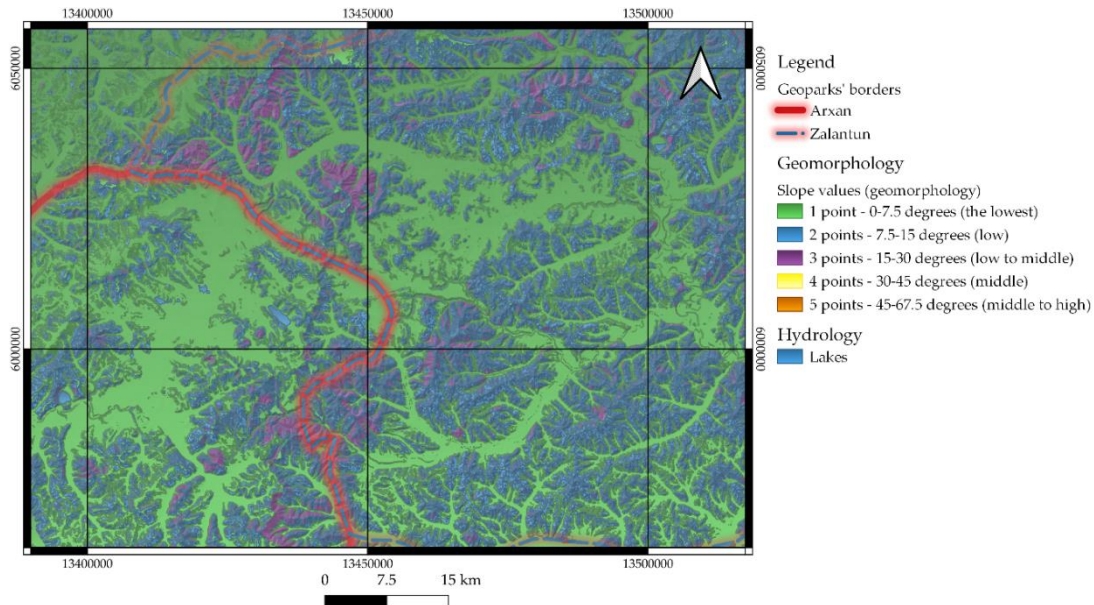 13400000 13450000 13500000
6050000 6050000
6000000 6000000
13400000 13450000 13500000
0 7.5 15 km
Legend
Geoparks' borders
Arxan
Zalantun
Geomorphology
Slope values (geomorphology)
1 point - 0-7.5 degrees (the lowest)
2 points - 7.5-15 degrees (low)
3 points - 15-30 degrees (low to middle)
4 points - 30-45 degrees (middle)
5 points - 45-67.5 degrees (middle to high)
Hydrology
Lakes